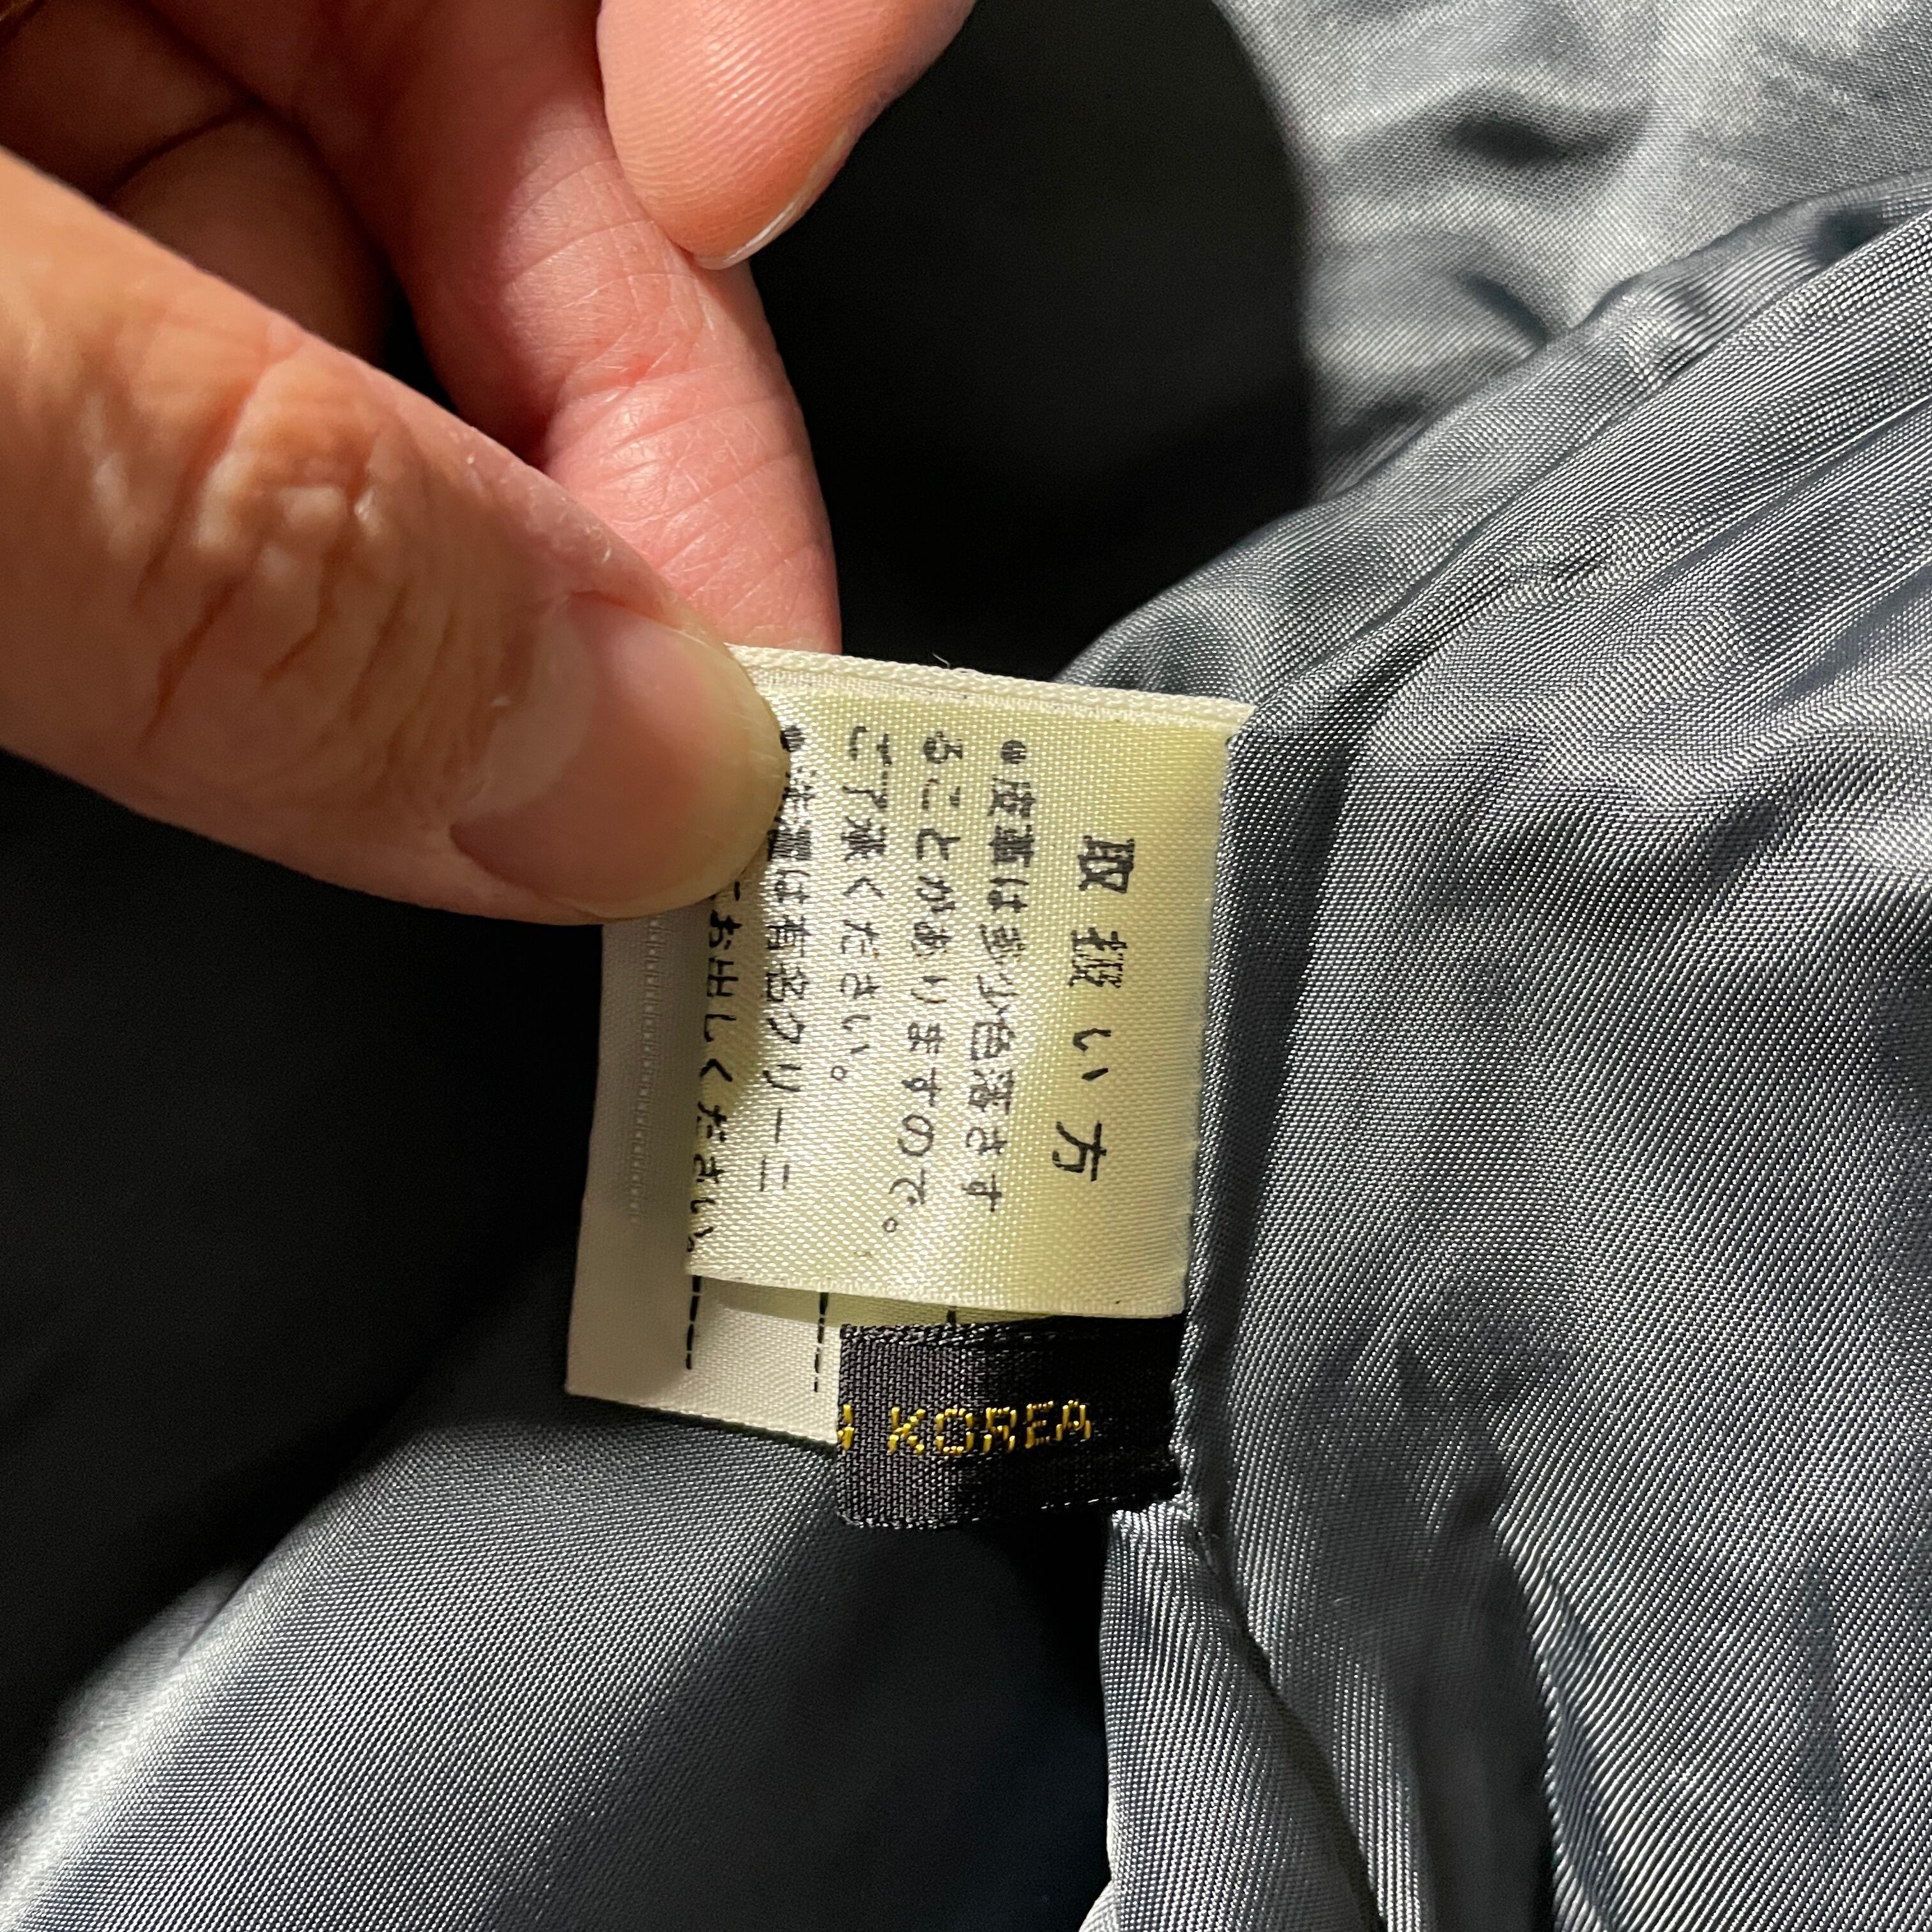 取扱い方
●皮革は多少色落さす
ることがありますので。
ご了承ください。
●洗濯は有名クリーニ
お出しください。
N KOREA